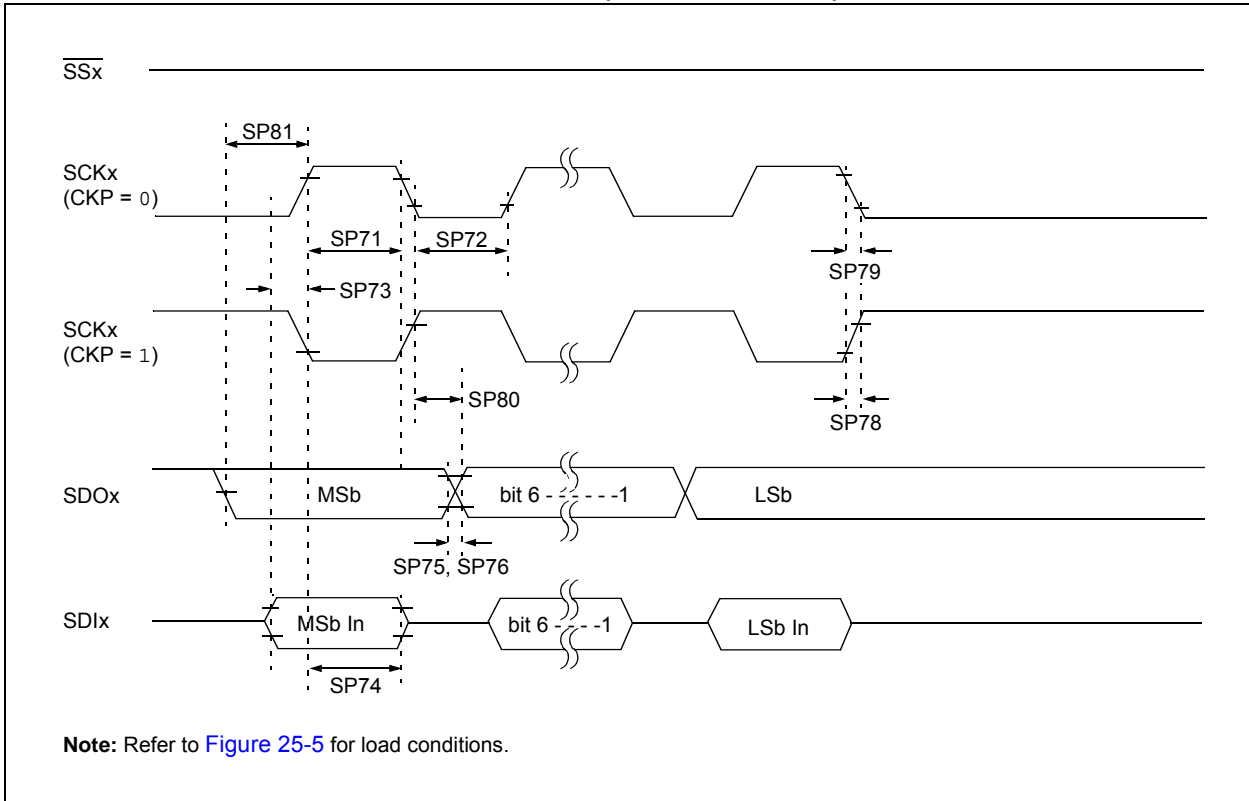 SSx
SP81
SCKx
(CKP = 0)
SP71
SP72
SP79
SP73
SCKx
(CKP = 1)
SP80
SP78
SDOx
MSb
bit 6 - - - - - -1
LSb
SP75, SP76
SDIx
MSb In
bit 6 - - - -1
LSb In
SP74
Note: Refer to Figure 25-5 for load conditions.